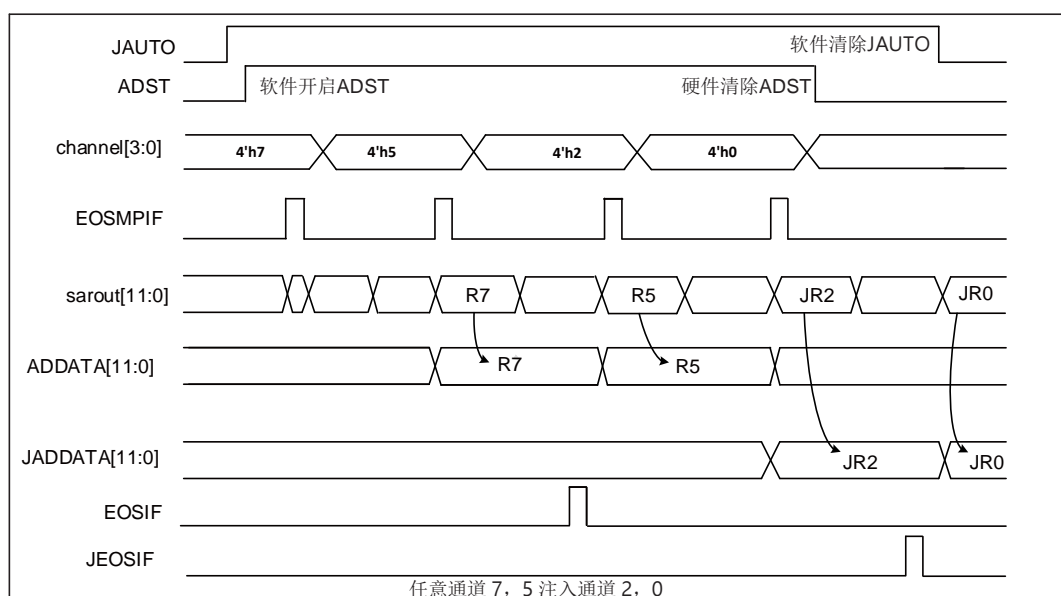 JAUTO
软件清除JAUTO
ADST
软件开启ADST
硬件清除ADST
channel[3:0]
4'h7
4'h5
4'h2
4'h0
EOSMPIF
sarout[11:0]
R7
R5
JR2
JR0
ADDATA[11:0]
R7
R5
JADDATA[11:0]
JR2
JR0
EOSIF
JEOSIF
任意通道 7，5 注入通道 2，0